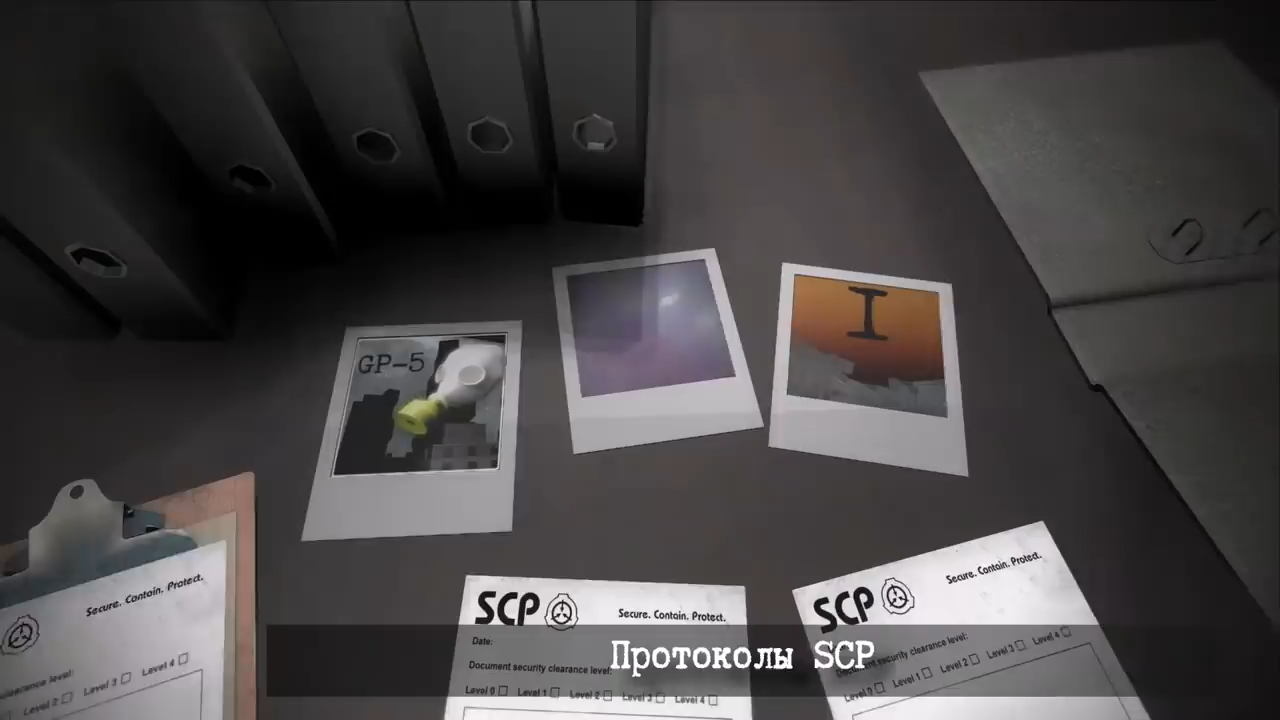 GP-5
I
Secure. Contain. Protect.
clearance level:
Level 2 Level 3 Level 4
SCP
Secure. Contain. Protect.
Date:
Document security clearance level:
Level 0 Level 1 Level 2 Level 3 Level 4
SCP
Secure. Contain. Protect.
Document security clearance level:
Level 0 Level 1 Level 2 Level 3 Level 4
Протоколы SCP